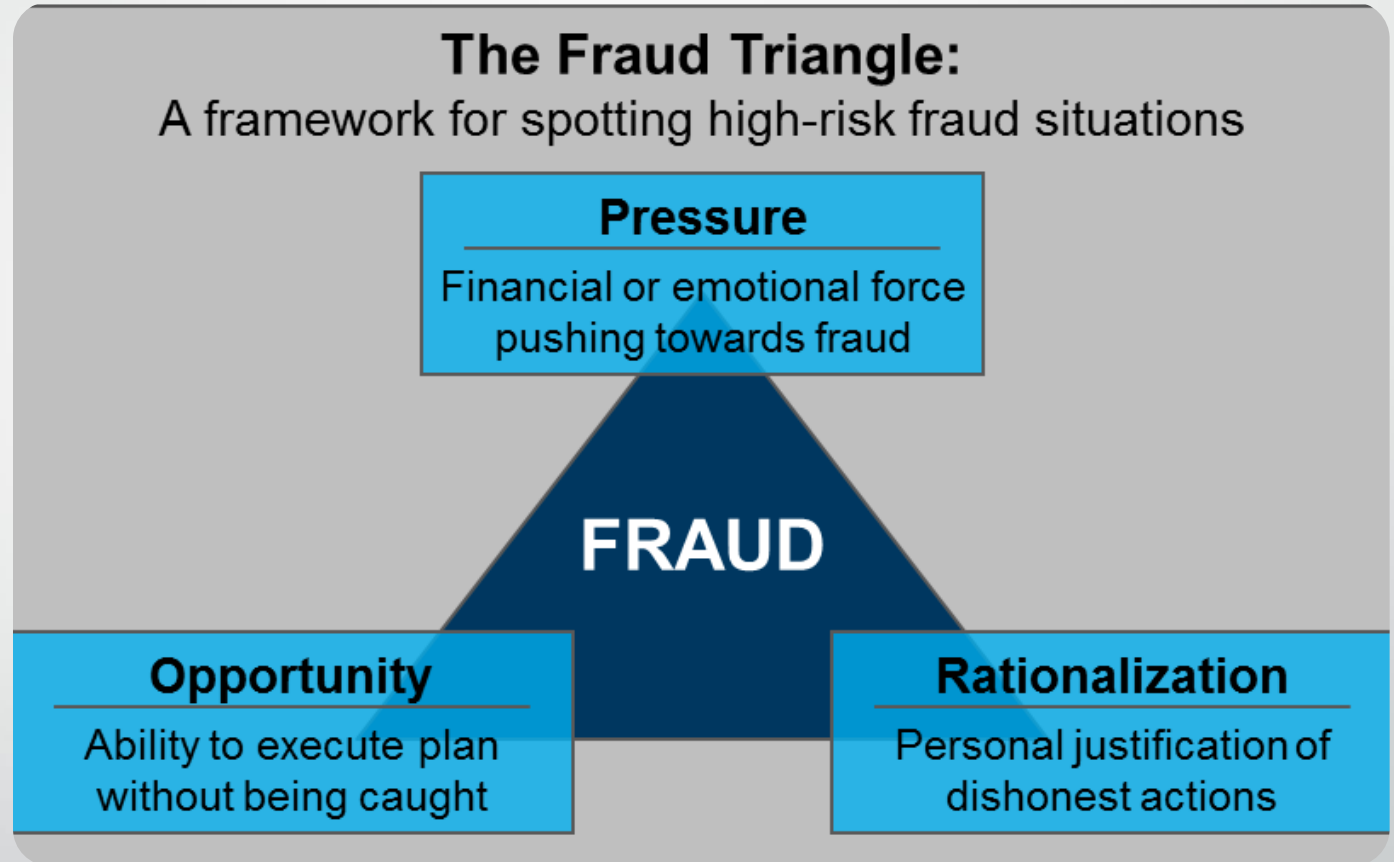 The Fraud Triangle:
A framework for spotting high-risk fraud situations
Pressure
Financial or emotional force
pushing towards fraud
FRAUD
Opportunity
Ability to execute plan
without being caught
Rationalization
Personal justification of
dishonest actions